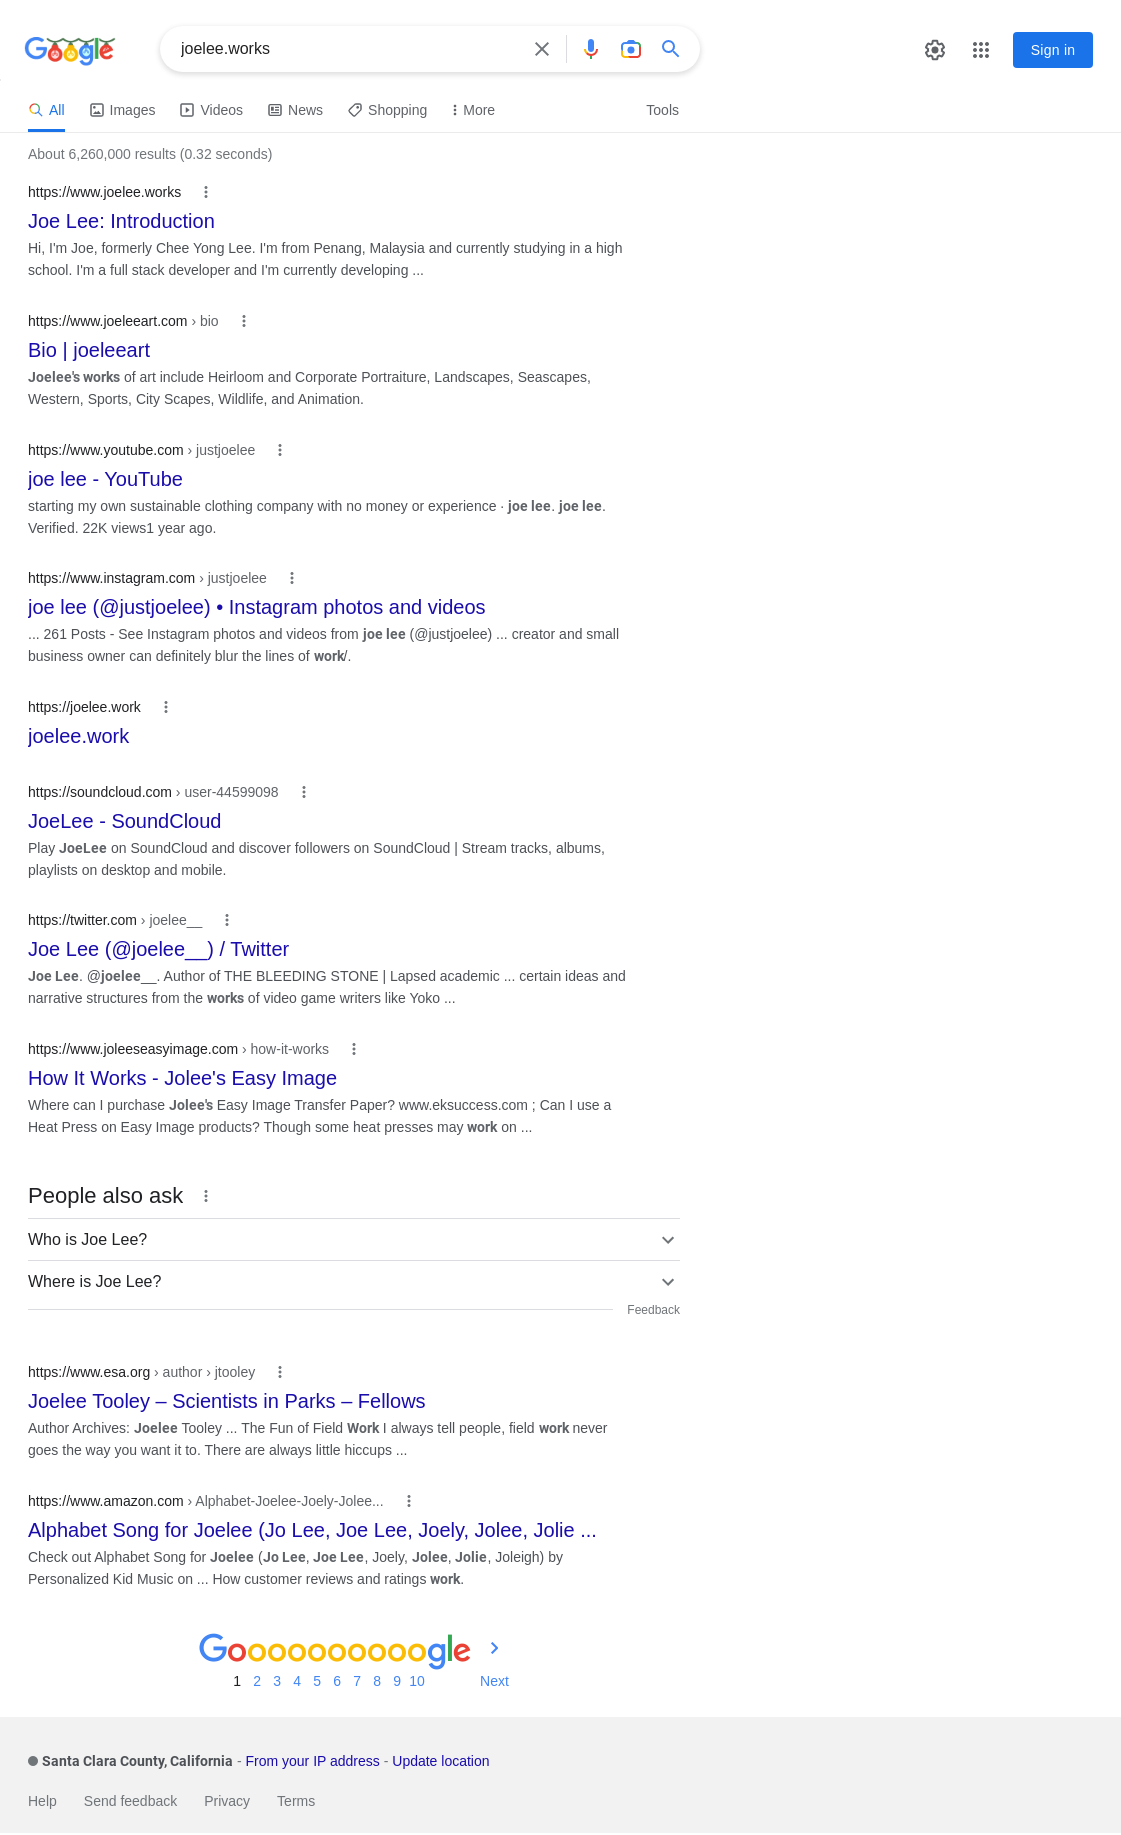 Google
joelee.works
Sign in
All Images Videos News Shopping More Tools
About 6,260,000 results (0.32 seconds)
https://www.joelee.works
Joe Lee: Introduction
Hi, I'm Joe, formerly Chee Yong Lee. I'm from Penang, Malaysia and currently studying in a high
school. I'm a full stack developer and I'm currently developing ...
https://www.joeleeart.com › bio
Bio | joeleeart
Joelee's works of art include Heirloom and Corporate Portraiture, Landscapes, Seascapes,
Western, Sports, City Scapes, Wildlife, and Animation.
https://www.youtube.com › justjoelee
joe lee - YouTube
starting my own sustainable clothing company with no money or experience · joe lee. joe lee.
Verified. 22K views1 year ago.
https://www.instagram.com › justjoelee
joe lee (@justjoelee) • Instagram photos and videos
... 261 Posts - See Instagram photos and videos from joe lee (@justjoelee) ... creator and small
business owner can definitely blur the lines of work/.
https://joelee.work
joelee.work
https://soundcloud.com › user-44599098
JoeLee - SoundCloud
Play JoeLee on SoundCloud and discover followers on SoundCloud | Stream tracks, albums,
playlists on desktop and mobile.
https://twitter.com › joelee__
Joe Lee (@joelee__) / Twitter
Joe Lee. @joelee__. Author of THE BLEEDING STONE | Lapsed academic ... certain ideas and
narrative structures from the works of video game writers like Yoko ...
https://www.joleeseasyimage.com › how-it-works
How It Works - Jolee's Easy Image
Where can I purchase Jolee's Easy Image Transfer Paper? www.eksuccess.com ; Can I use a
Heat Press on Easy Image products? Though some heat presses may work on ...
People also ask
Who is Joe Lee?
Where is Joe Lee?
Feedback
https://www.esa.org › author › jtooley
Joelee Tooley – Scientists in Parks – Fellows
Author Archives: Joelee Tooley ... The Fun of Field Work I always tell people, field work never
goes the way you want it to. There are always little hiccups ...
https://www.amazon.com › Alphabet-Joelee-Joely-Jolee...
Alphabet Song for Joelee (Jo Lee, Joe Lee, Joely, Jolee, Jolie ...
Check out Alphabet Song for Joelee (Jo Lee, Joe Lee, Joely, Jolee, Jolie, Joleigh) by
Personalized Kid Music on ... How customer reviews and ratings work.
Goooooooooogle
1 2 3 4 5 6 7 8 9 10 Next
Santa Clara County, California - From your IP address - Update location
Help Send feedback Privacy Terms